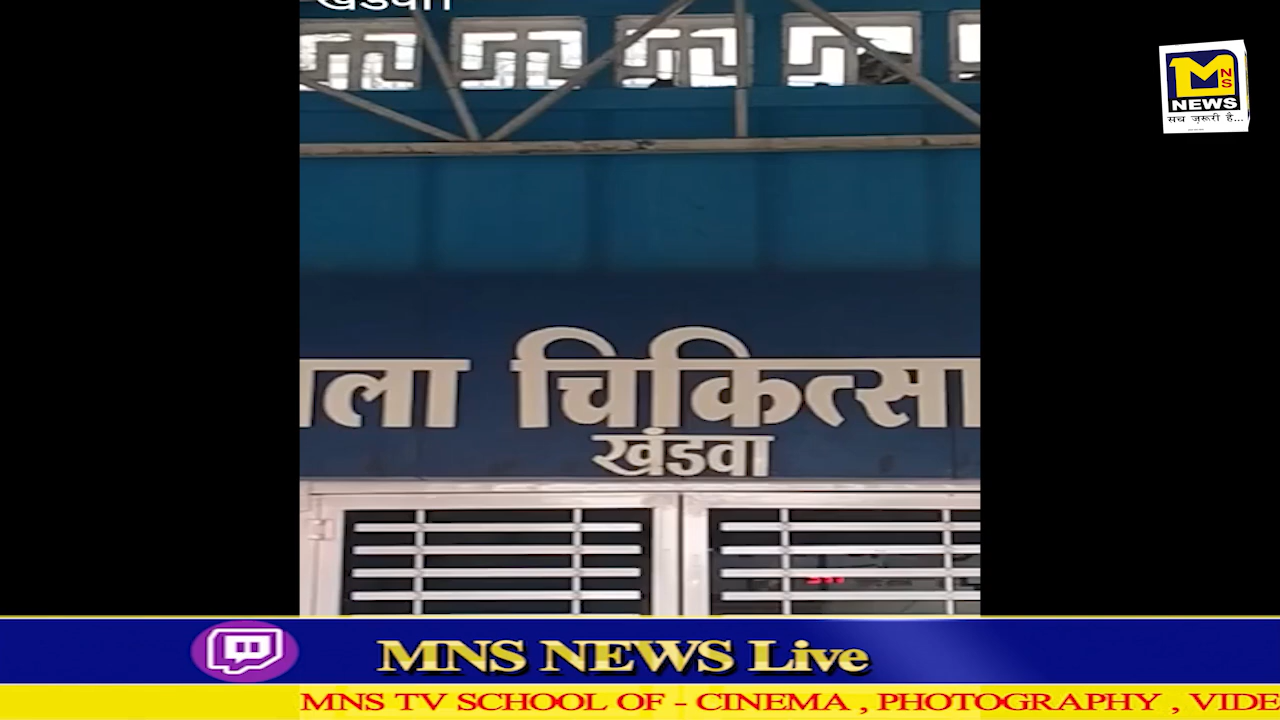 खंडवा।
MNS
NEWS
सच ज़रूरी है...
ला चिकित्सा
खंडवा
MNS NEWS Live
MNS TV SCHOOL OF - CINEMA , PHOTOGRAPHY , VIDE